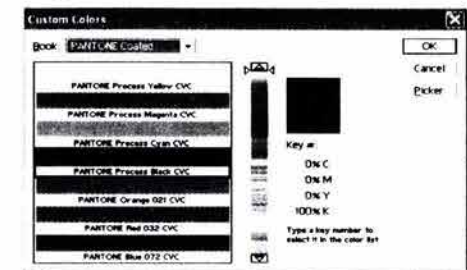 Custom Colors
Book: PANTONE Coated
OK
Cancel
Picker
PANTONE Process Yellow CVC
PANTONE Process Magenta CVC
PANTONE Process Cyan CVC
PANTONE Process Black CVC
PANTONE Orange 021 CVC
PANTONE Red 032 CVC
PANTONE Blue 072 CVC
Key #:
0% C
0% M
0% Y
100% K
Type a key number to
select it in the color list